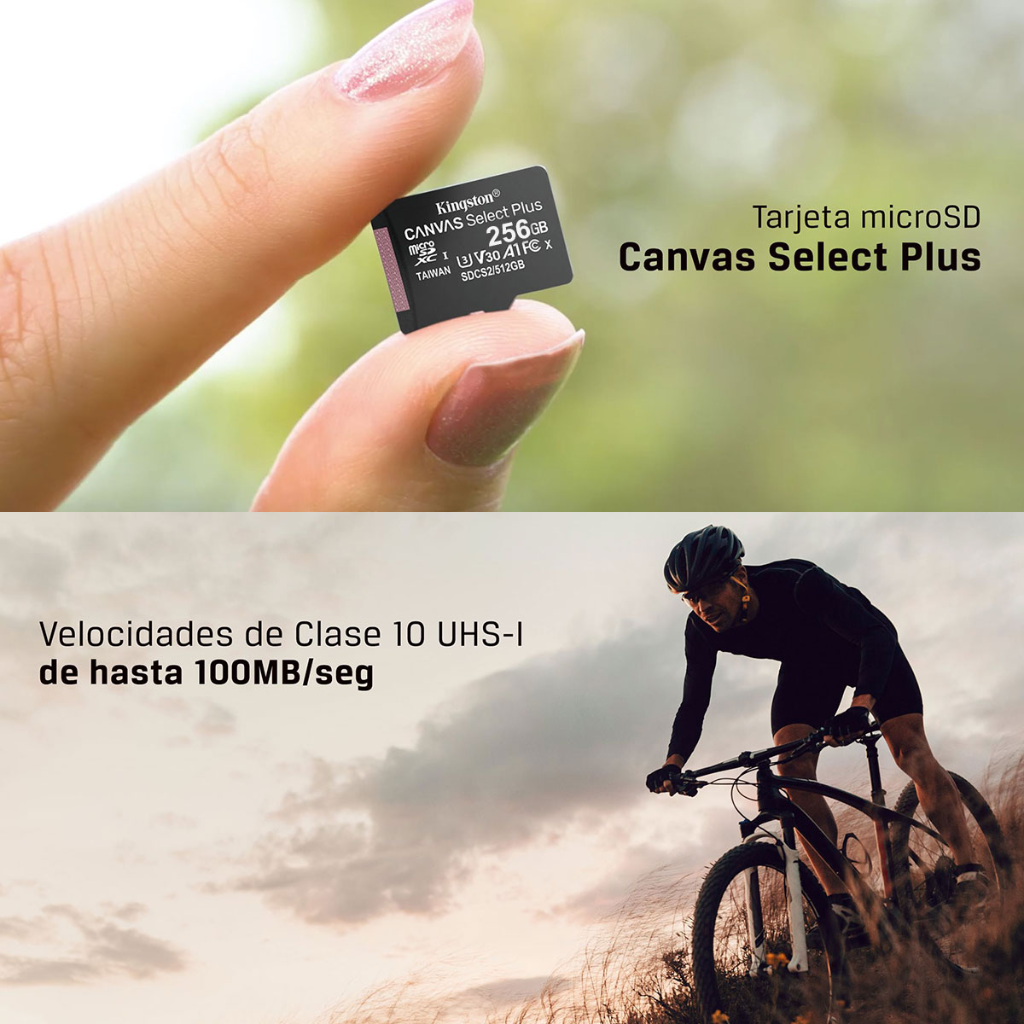 Kingston®
CANVAS Select Plus
256GB
micro SD XC I U3 V30 A1 FC X
TAIWAN SDCS2/512GB
Tarjeta microSD
Canvas Select Plus
Velocidades de Clase 10 UHS-I
de hasta 100MB/seg